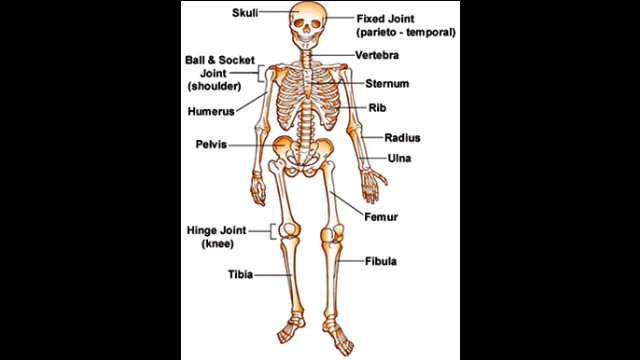 Skull
Fixed Joint
(parieto - temporal)
Vertebra
Ball & Socket
Joint
(shoulder)
Sternum
Rib
Humerus
Radius
Pelvis
Ulna
Femur
Hinge Joint
(knee)
Fibula
Tibia